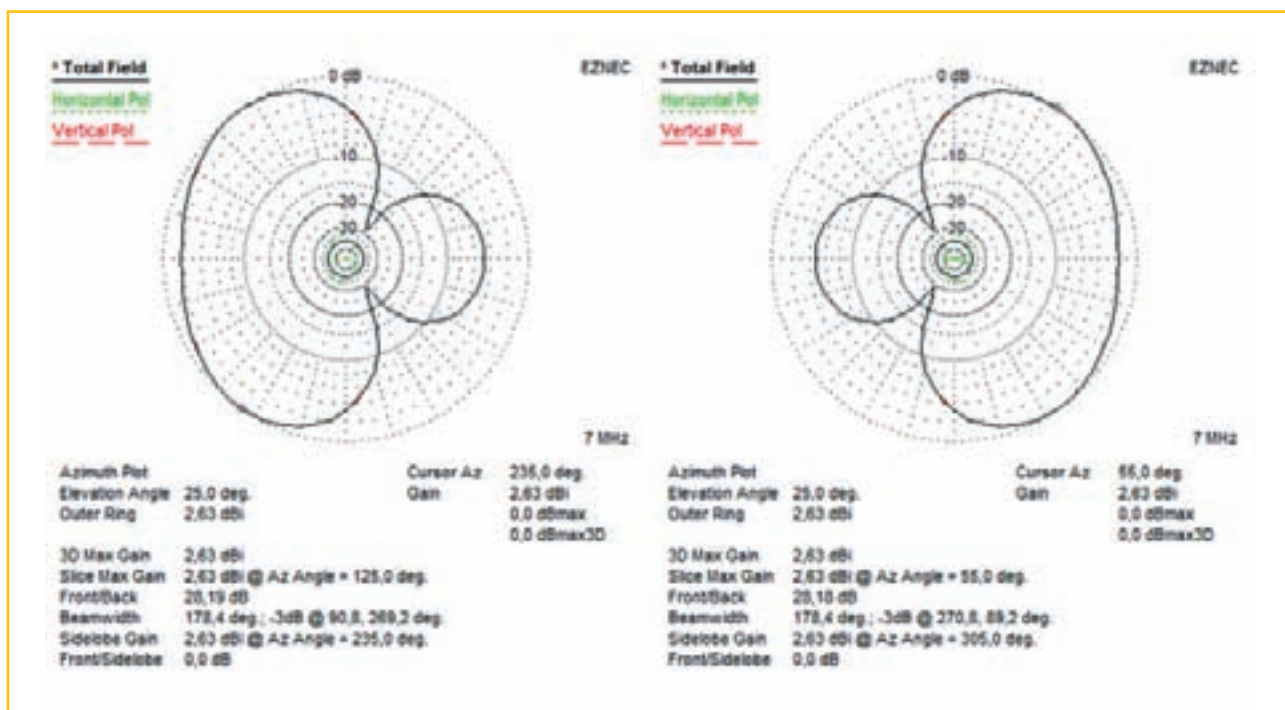 * Total Field
EZNEC
Horizontal Pol
Vertical Pol
0 dB
-10
-20
-30
7 MHz
Azimuth Plot
Cursor Az 235,0 deg.
Elevation Angle 25,0 deg.
Gain 2,63 dBi
Outer Ring 2,63 dBi
0,0 dBmax
0,0 dBmax3D
3D Max Gain 2,63 dBi
Slice Max Gain 2,63 dBi @ Az Angle = 125,0 deg.
Front/Back 28,19 dB
Beamwidth 178,4 deg.; -3dB @ 90,8, 269,2 deg.
Sidelobe Gain 2,63 dBi @ Az Angle = 235,0 deg.
Front/Sidelobe 0,0 dB
* Total Field
EZNEC
Horizontal Pol
Vertical Pol
0 dB
-10
-20
-30
7 MHz
Azimuth Plot
Cursor Az 55,0 deg.
Elevation Angle 25,0 deg.
Gain 2,63 dBi
Outer Ring 2,63 dBi
0,0 dBmax
0,0 dBmax3D
3D Max Gain 2,63 dBi
Slice Max Gain 2,63 dBi @ Az Angle = 55,0 deg.
Front/Back 28,18 dB
Beamwidth 178,4 deg.; -3dB @ 270,8, 89,2 deg.
Sidelobe Gain 2,63 dBi @ Az Angle = 305,0 deg.
Front/Sidelobe 0,0 dB